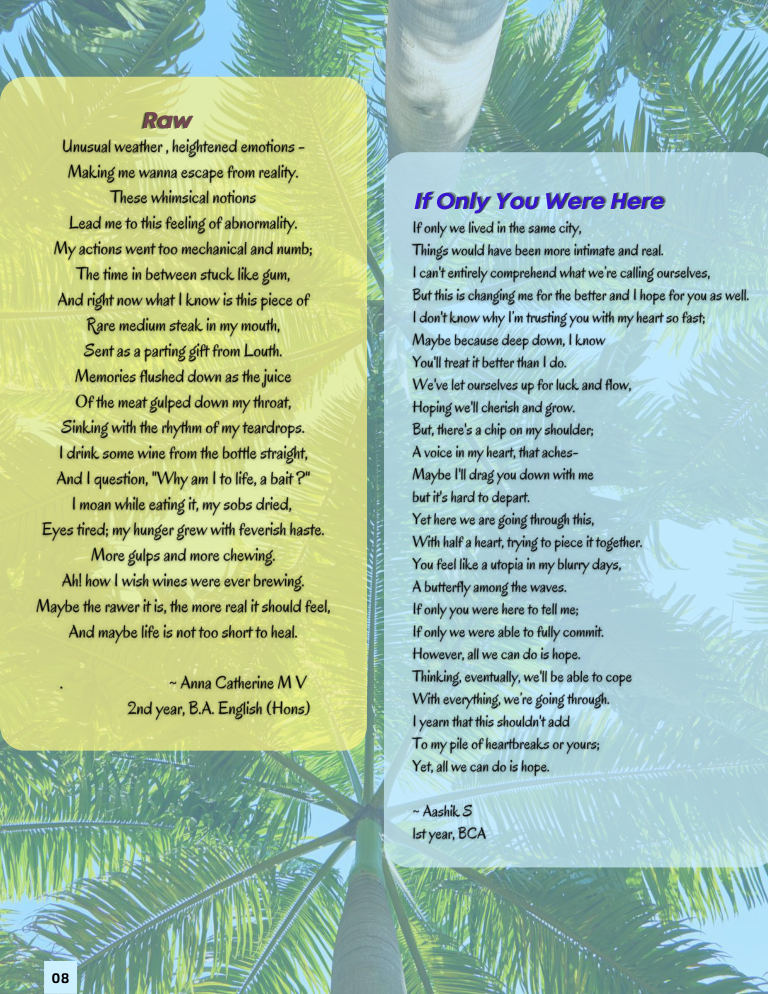 Raw
Unusual weather , heightened emotions -
Making me wanna escape from reality.
These whimsical notions
Lead me to this feeling of abnormality.
My actions went too mechanical and numb;
The time in between stuck like gum,
And right now what I know is this piece of
Rare medium steak in my mouth,
Sent as a parting gift from Louth.
Memories flushed down as the juice
Of the meat gulped down my throat,
Sinking with the rhythm of my teardrops.
I drink some wine from the bottle straight,
And I question, "Why am I to life, a bait ?"
I moan while eating it, my sobs dried,
Eyes tired; my hunger grew with feverish haste.
More gulps and more chewing.
Ah! how I wish wines were ever brewing.
Maybe the rawer it is, the more real it should feel,
And maybe life is not too short to heal.
. ~ Anna Catherine M V
2nd year, B.A. English (Hons)
If Only You Were Here
If only we lived in the same city,
Things would have been more intimate and real.
I can't entirely comprehend what we're calling ourselves,
But this is changing me for the better and I hope for you as well.
I don't know why I'm trusting you with my heart so fast;
Maybe because deep down, I know
You'll treat it better than I do.
We've let ourselves up for luck and flow,
Hoping we'll cherish and grow.
But, there's a chip on my shoulder;
A voice in my heart, that aches-
Maybe I'll drag you down with me
but it's hard to depart.
Yet here we are going through this,
With half a heart, trying to piece it together.
You feel like a utopia in my blurry days,
A butterfly among the waves.
If only you were here to tell me;
If only we were able to fully commit.
However, all we can do is hope.
Thinking, eventually, we'll be able to cope
With everything, we're going through.
I yearn that this shouldn't add
To my pile of heartbreaks or yours;
Yet, all we can do is hope.
~ Aashik S
1st year, BCA
08